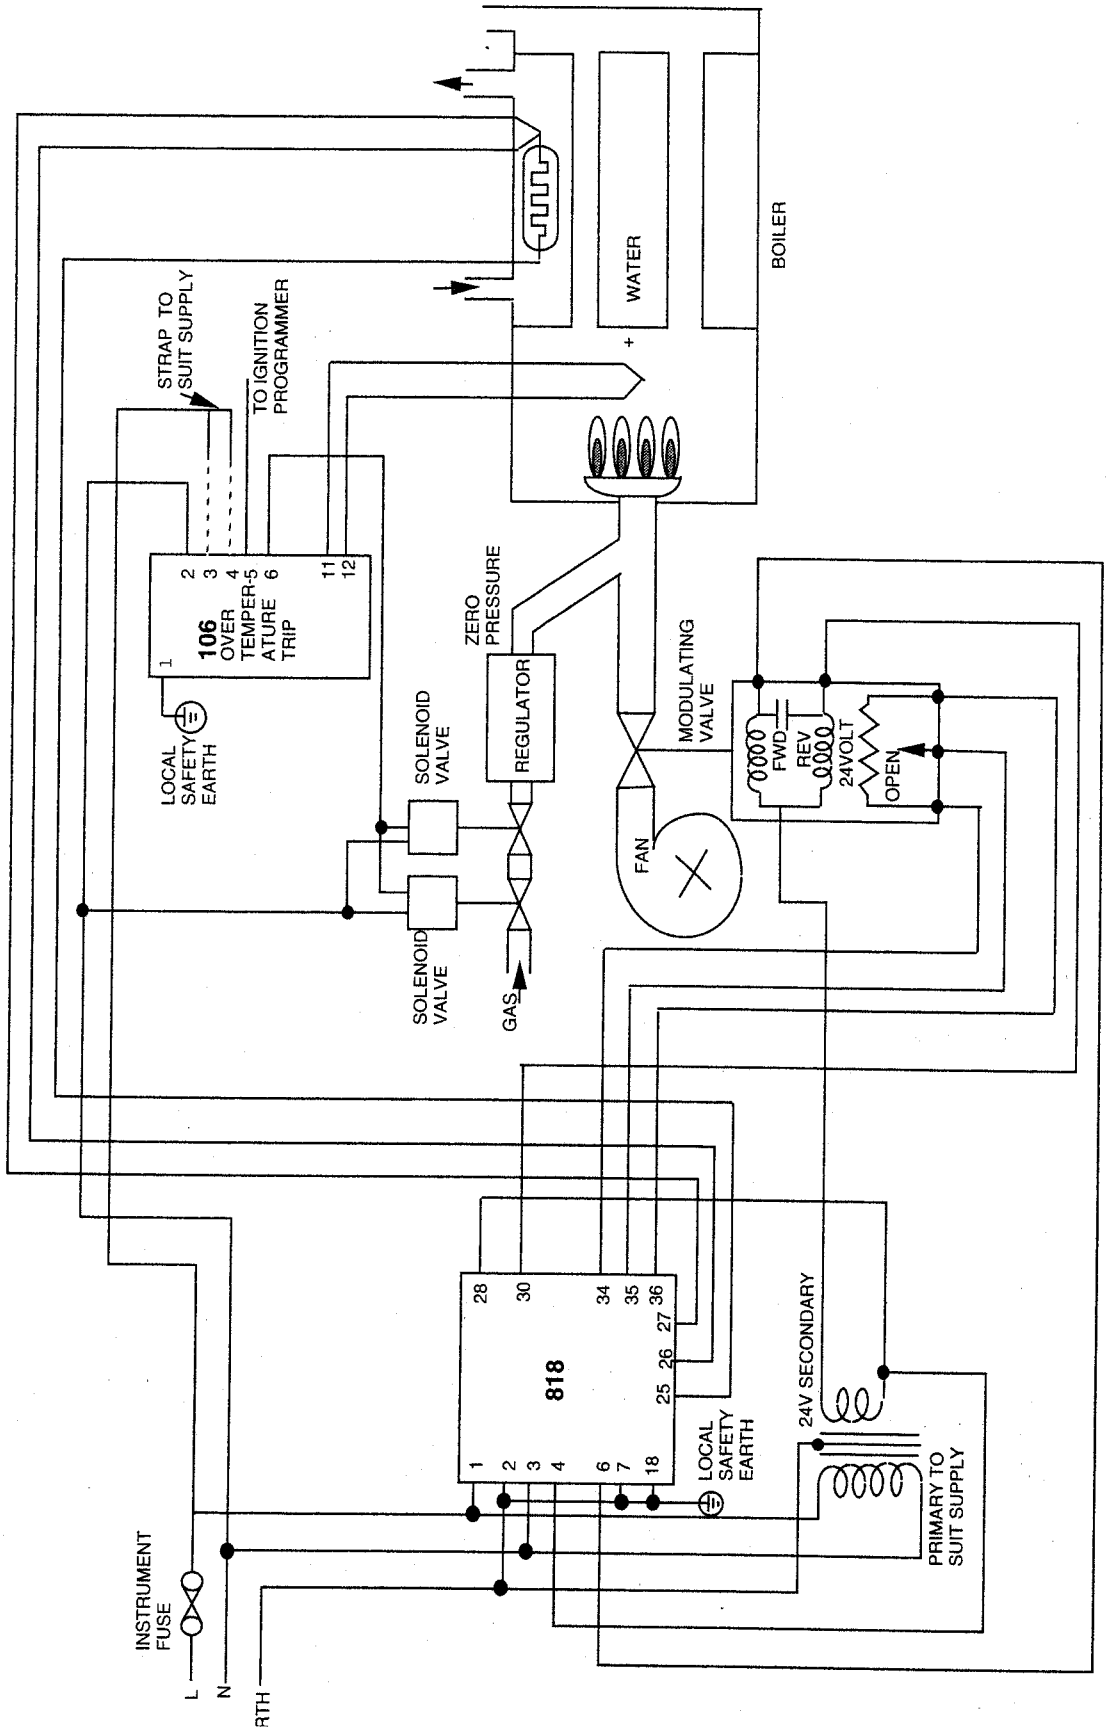 STRAP TO
SUIT SUPPLY
TO IGNITION
PROGRAMMER
WATER
+
BOILER
106
OVER
TEMPER-
ATURE
TRIP
1
2
3
4
5
6
11
12
LOCAL
SAFETY
EARTH
SOLENOID
VALVE
SOLENOID
VALVE
ZERO
PRESSURE
REGULATOR
GAS
FAN
MODULATING
VALVE
FWD
REV
24VOLT
OPEN
INSTRUMENT
FUSE
L
N
RTH
818
28
30
34
35
36
27
26
25
1
2
3
4
6
7
18
LOCAL
SAFETY
EARTH
24V SECONDARY
PRIMARY TO
SUIT SUPPLY